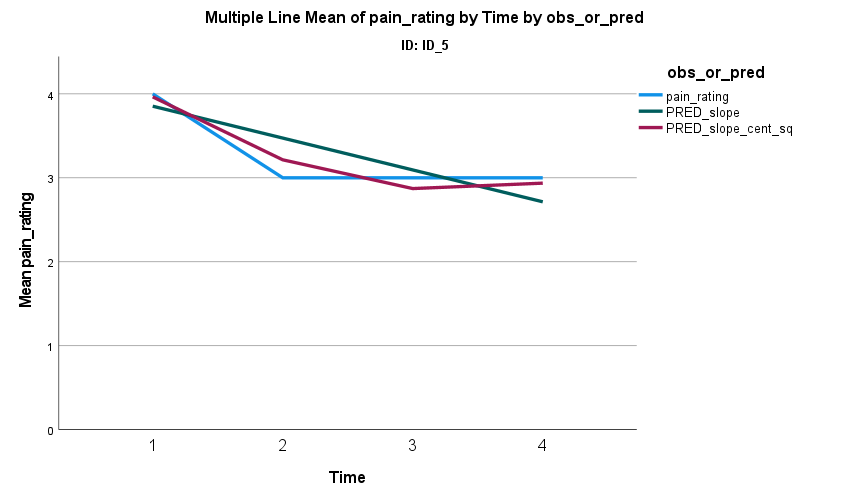 Multiple Line Mean of pain_rating by Time by obs_or_pred
ID: ID_5
obs_or_pred
pain_rating
PRED_slope
PRED_slope_cent_sq
Mean pain_rating
4
3
2
1
0
1 2 3 4
Time